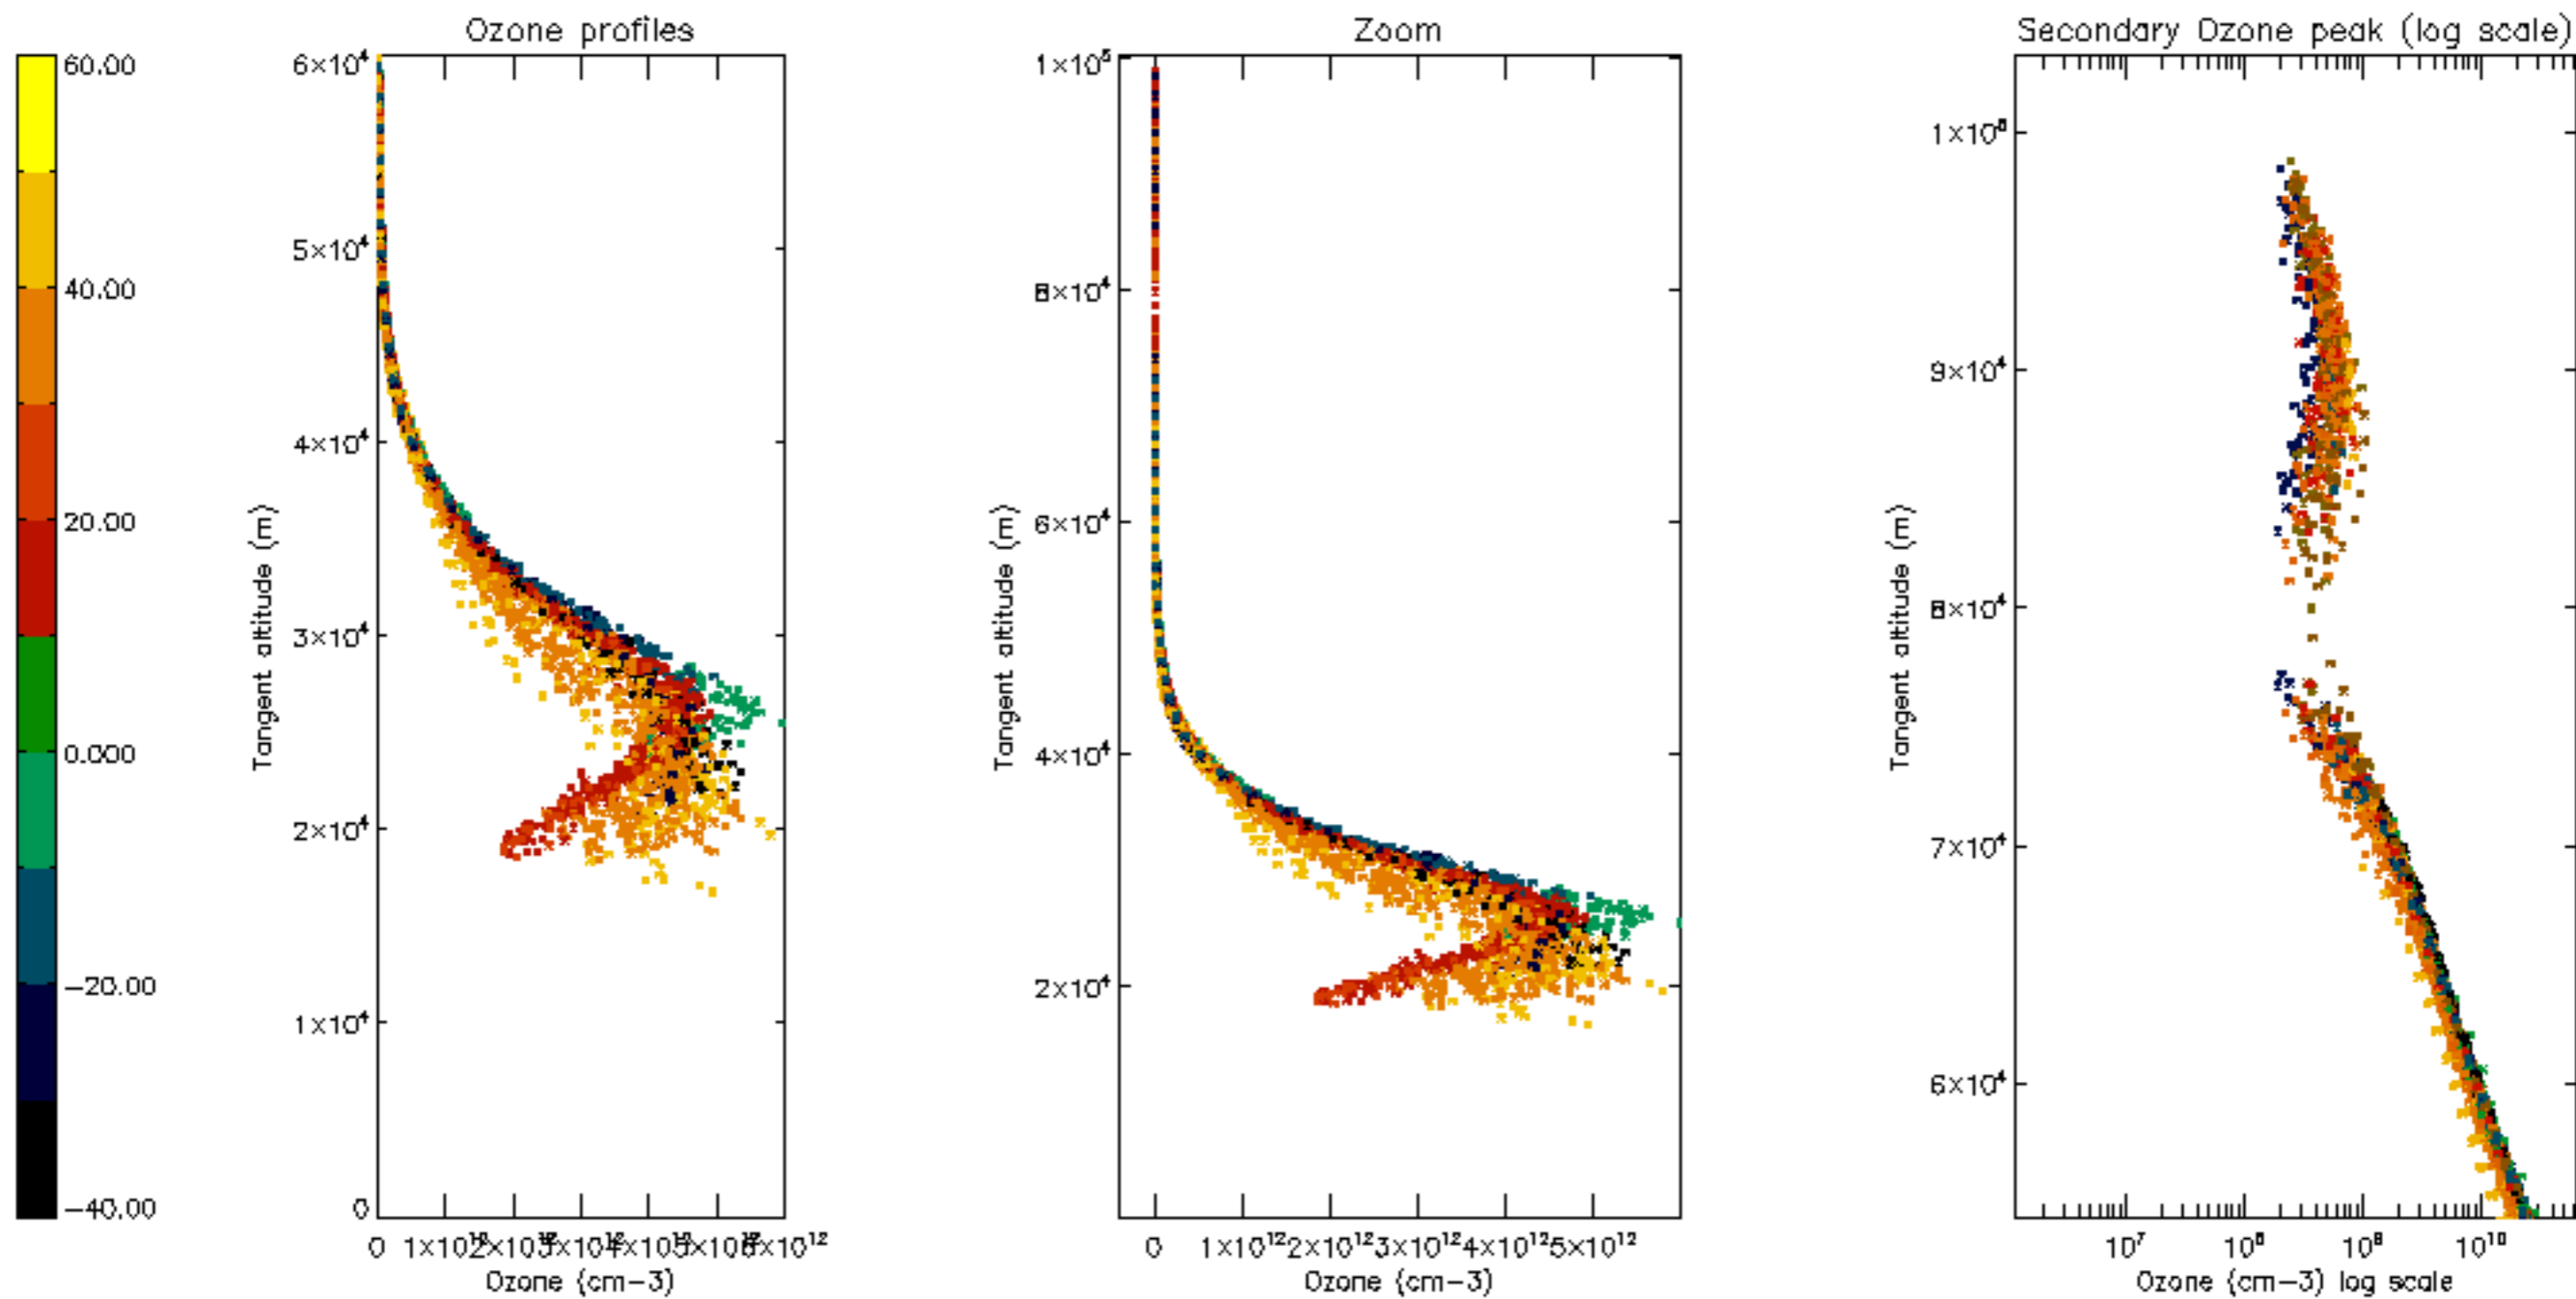 Ozone profiles
Zoom
Secondary Ozone peak (log scale)
60.00
40.00
20.00
0.000
−20.00
−40.00
Tangent altitude (m)
6×10⁴
5×10⁴
4×10⁴
3×10⁴
2×10⁴
1×10⁴
0
0
Ozone (cm−3)
Tangent altitude (m)
1×10⁵
8×10⁴
6×10⁴
4×10⁴
2×10⁴
0 1×10¹² 2×10¹² 3×10¹² 4×10¹² 5×10¹²
Ozone (cm−3)
Tangent altitude (m)
9×10⁴
8×10⁴
7×10⁴
6×10⁴
10⁷ 10⁸ 10⁹ 10¹⁰
Ozone (cm−3) log scale